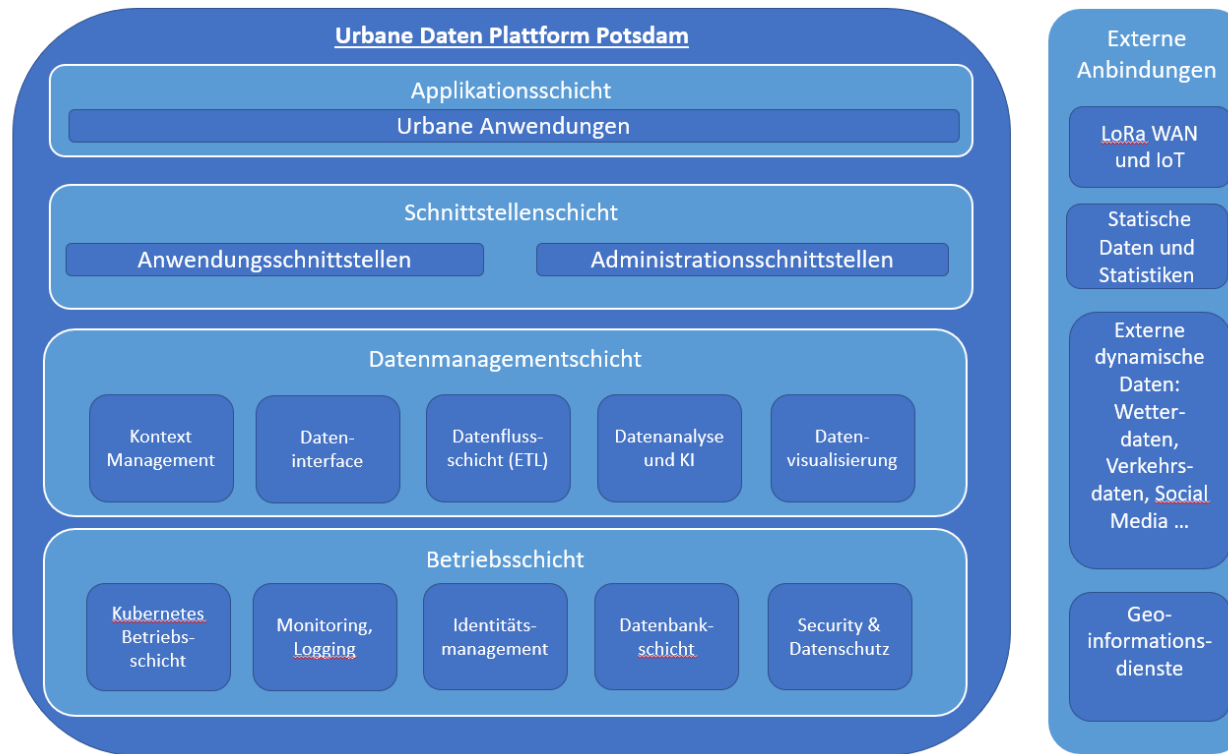 Urbane Daten Plattform Potsdam
Applikationsschicht
Urbane Anwendungen
Schnittstellenschicht
Anwendungsschnittstellen
Administrationsschnittstellen
Datenmanagementschicht
Kontext
Management
Daten-
interface
Datenfluss-
schicht (ETL)
Datenanalyse
und KI
Daten-
visualisierung
Betriebsschicht
Kubernetes
Betriebs-
schicht
Monitoring,
Logging
Identitäts-
management
Datenbank-
schicht
Security &
Datenschutz
Externe
Anbindungen
LoRa WAN
und IoT
Statische
Daten und
Statistiken
Externe
dynamische
Daten:
Wetter-
daten,
Verkehrs-
daten, Social
Media ...
Geo-
informations-
dienste